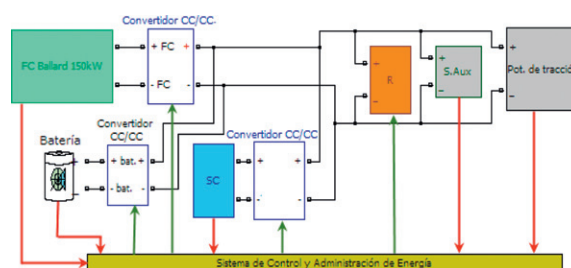 Convertidor CC/CC
FC Ballard 150kW
+ FC +
- FC -
+ -
R
+ -
S.Aux
+ -
Pot. de tracció
Convertidor
CC/CC
Batería
+ bat. +
- bat. -
Convertidor CC/CC
SC
+ +
- -
Sistema de Control y Administración de Energía